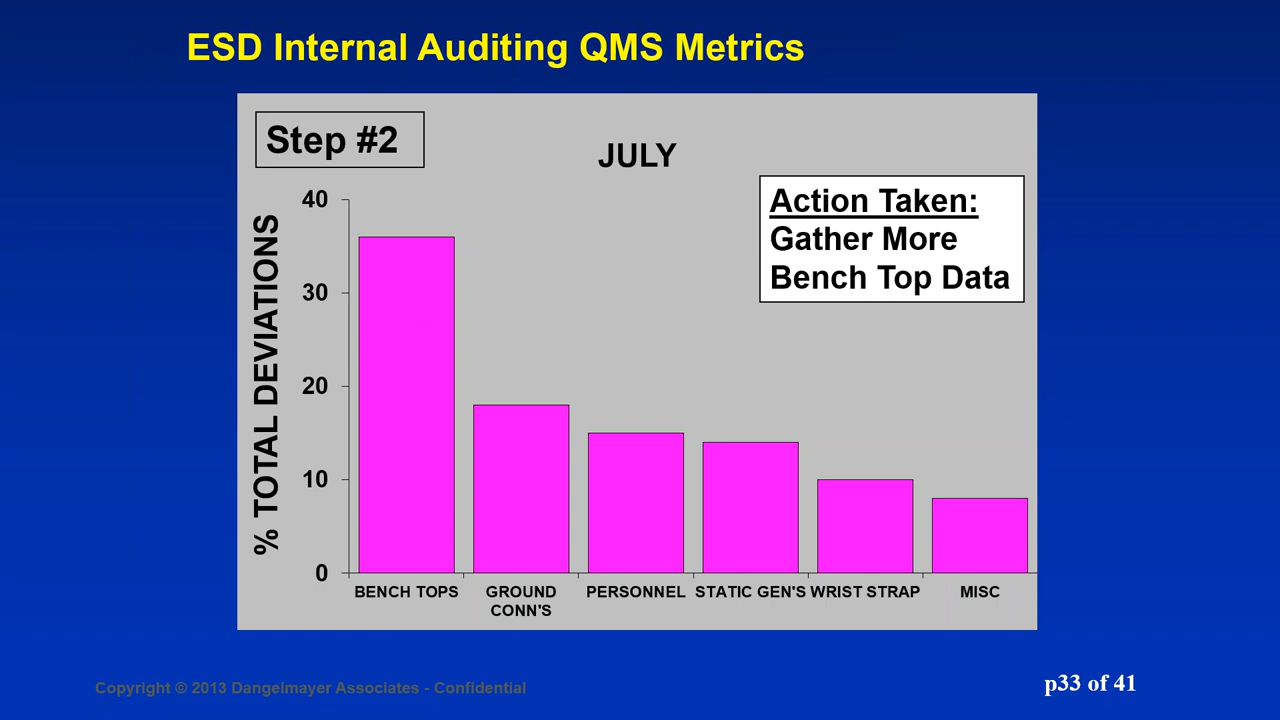 ESD Internal Auditing QMS Metrics
Step #2
JULY
Action Taken:
Gather More
Bench Top Data
% TOTAL DEVIATIONS
40
30
20
10
0
BENCH TOPS
GROUND
CONN'S
PERSONNEL
STATIC GEN'S
WRIST STRAP
MISC
Copyright © 2013 Dangelmayer Associates - Confidential
p33 of 41